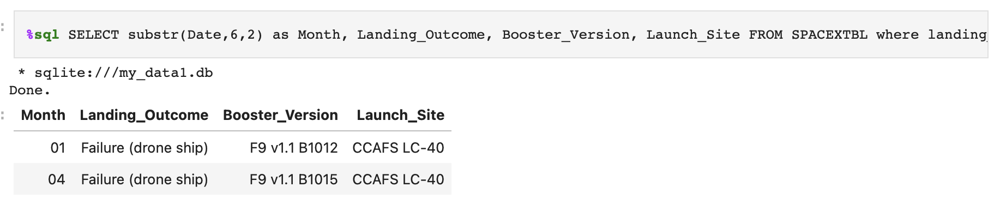 %sql SELECT substr(Date,6,2) as Month, Landing_Outcome, Booster_Version, Launch_Site FROM SPACEXTBL where landing_
* sqlite:///my_data1.db
Done.
Month Landing_Outcome Booster_Version Launch_Site
01 Failure (drone ship) F9 v1.1 B1012 CCAFS LC-40
04 Failure (drone ship) F9 v1.1 B1015 CCAFS LC-40